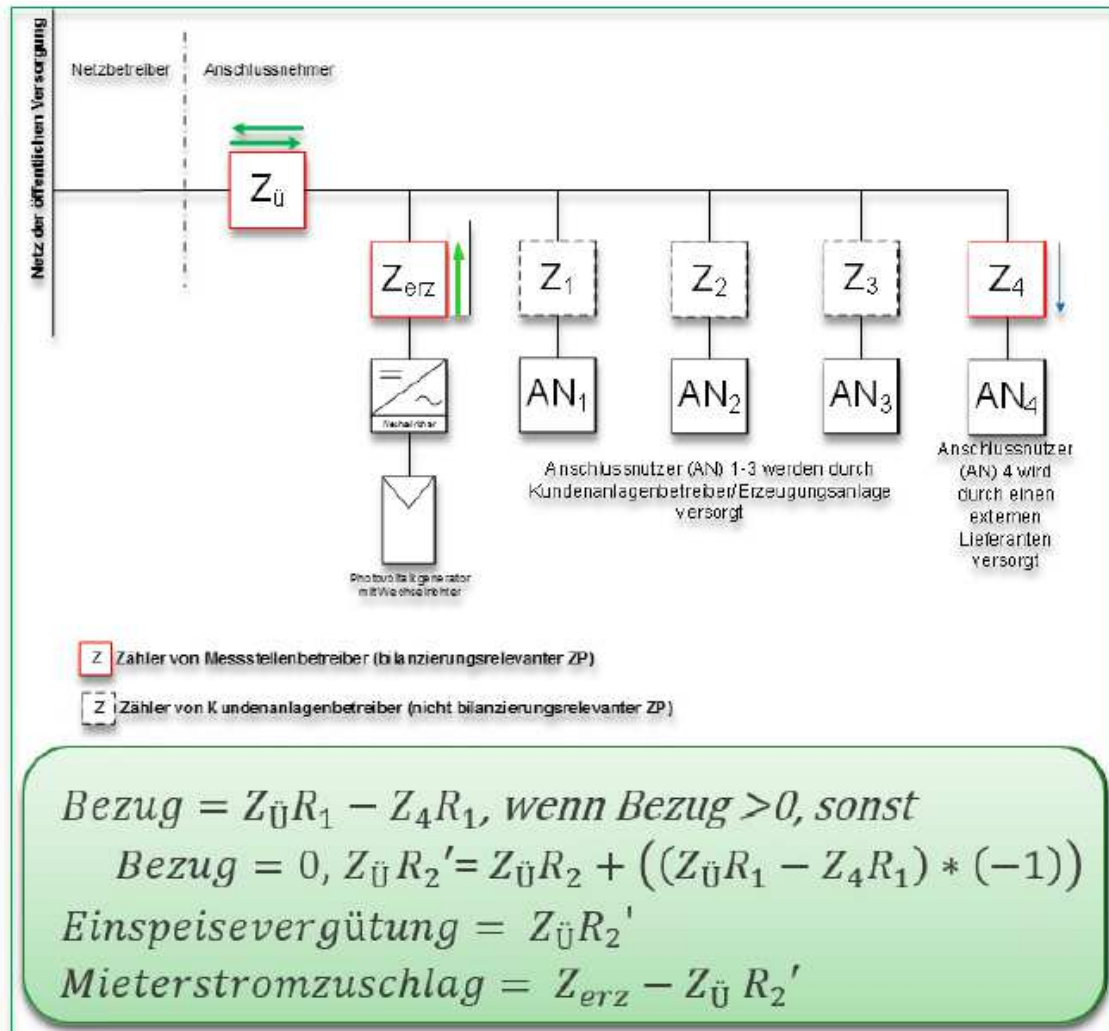 Netz der öffentlichen Versorgung
Netzbetreiber
Anschlussnehmer
Zü
Zerz
Z1
Z2
Z3
Z4
AN1
AN2
AN3
AN4
Anschlussnutzer (AN) 1-3 werden durch
Kundenanlagenbetreiber/Erzeugungsanlage
versorgt
Anschlussnutzer
(AN) 4 wird
durch einen
externen
Lieferanten
versorgt
Photovoltaikgenerator
mit Wechselrichter
Z Zähler von Messstellenbetreiber (bilanzierungsrelevanter ZP)
Z Zähler von Kundenanlagenbetreiber (nicht bilanzierungsrelevanter ZP)
Bezug = ZÜR1 − Z4R1, wenn Bezug >0, sonst
Bezug = 0, ZÜR2′= ZÜR2 + ((ZÜR1 − Z4R1) * (−1))
Einspeisevergütung = ZÜR2'
Mieterstromzuschlag = Zerz − ZÜ R2′